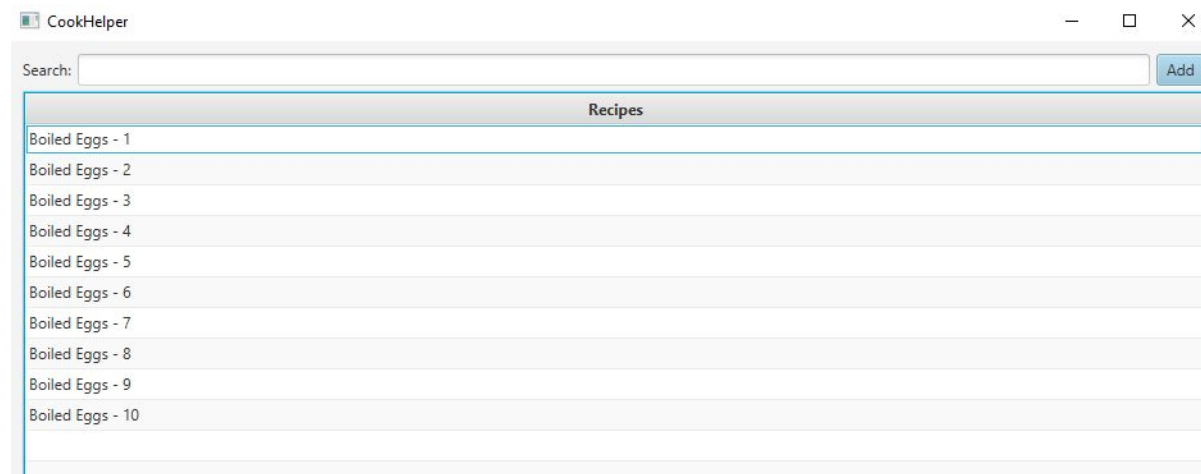 CookHelper
Search: Add
Recipes
Boiled Eggs - 1
Boiled Eggs - 2
Boiled Eggs - 3
Boiled Eggs - 4
Boiled Eggs - 5
Boiled Eggs - 6
Boiled Eggs - 7
Boiled Eggs - 8
Boiled Eggs - 9
Boiled Eggs - 10